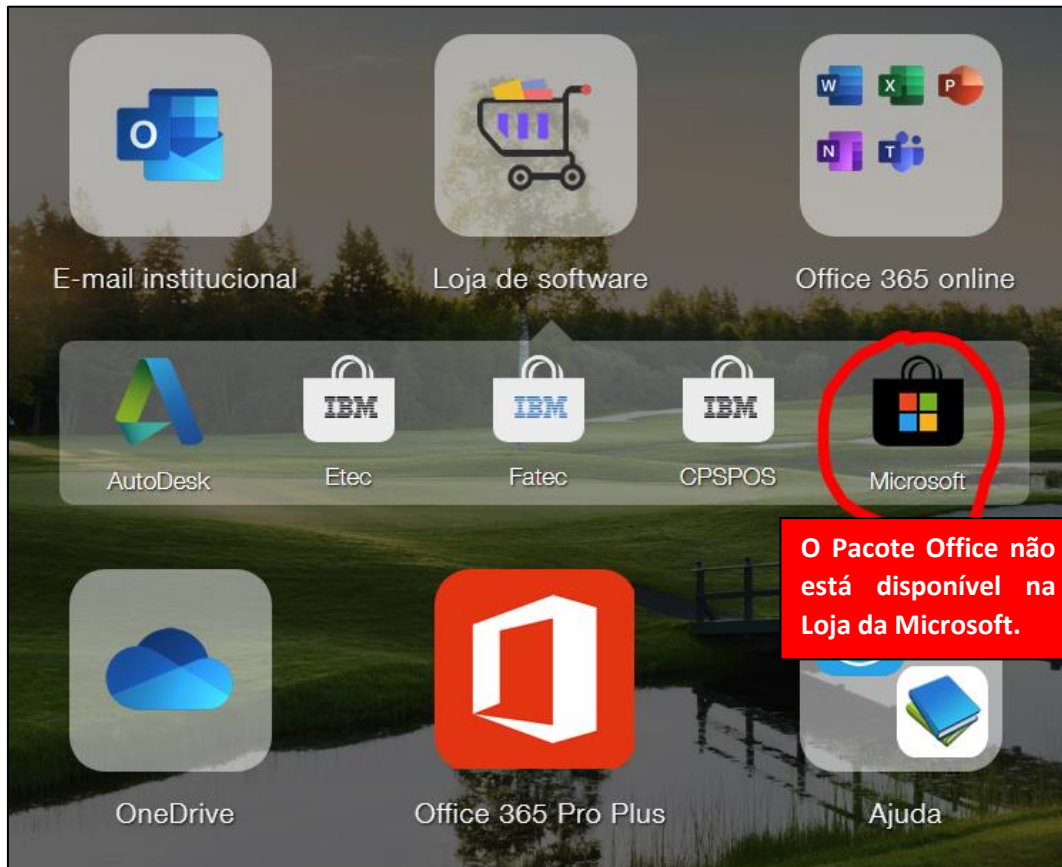 O
W
X
P
N
T
E-mail institucional
Loja de software
Office 365 online
IBM
IBM
IBM
AutoDesk
Etec
Fatec
CPSPOS
Microsoft
O Pacote Office não
está disponível na
Loja da Microsoft.
OneDrive
Office 365 Pro Plus
Ajuda